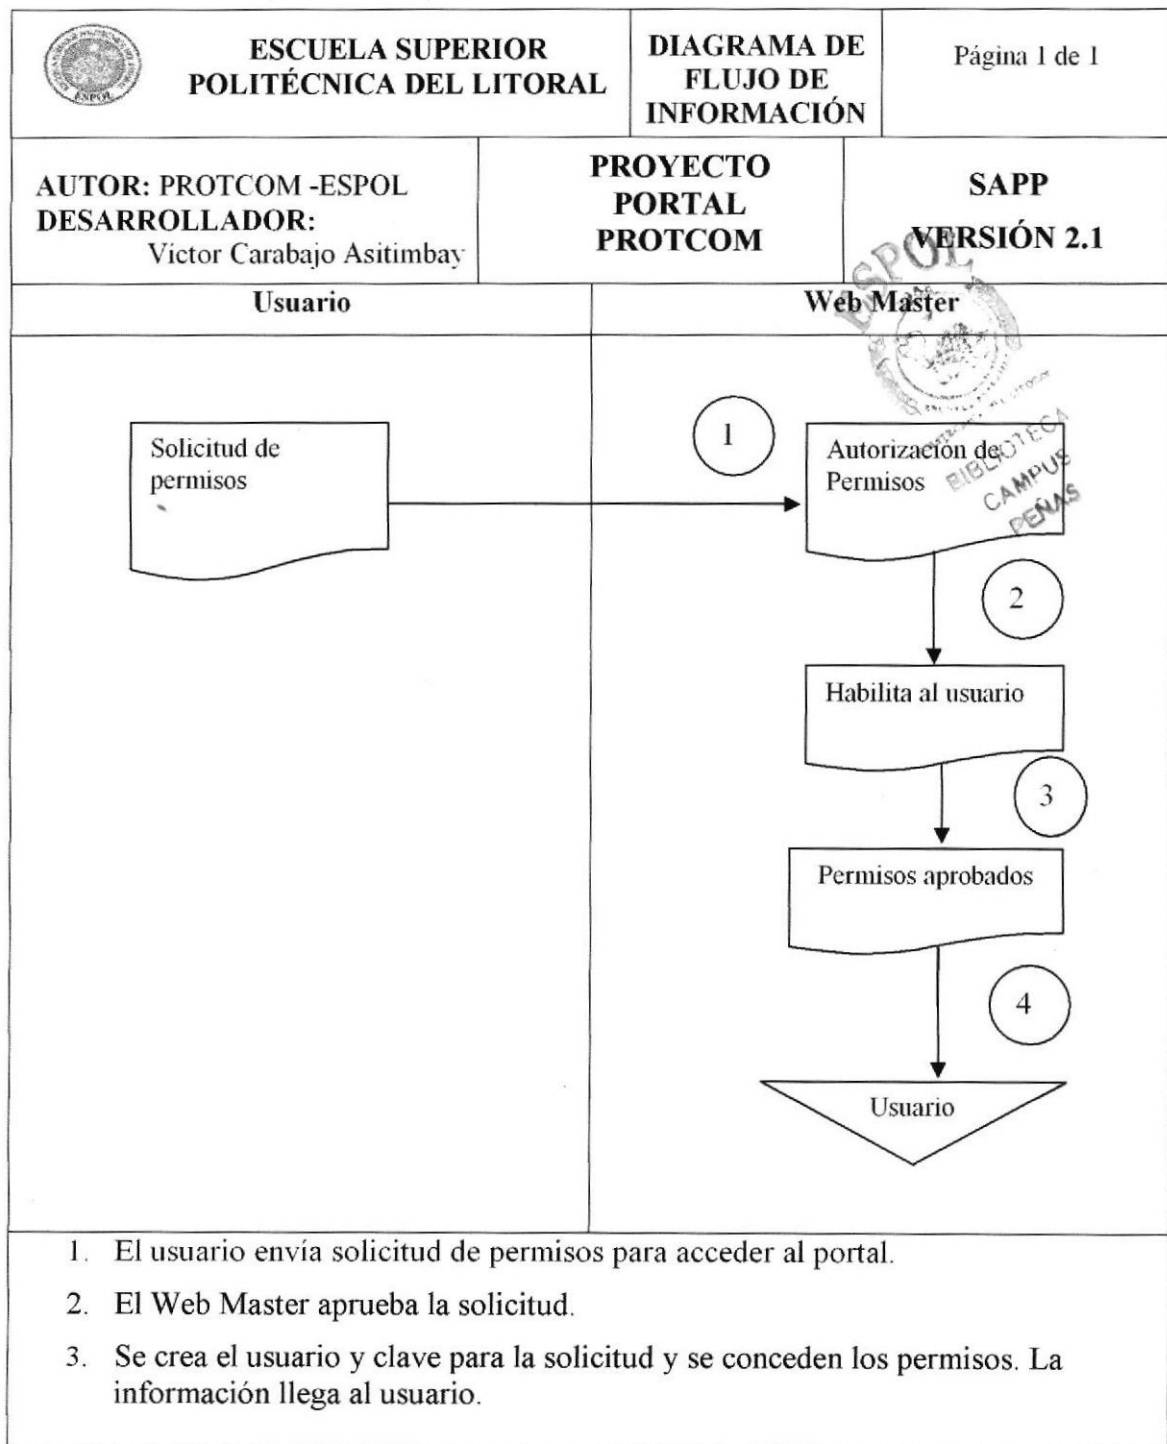 ESCUELA SUPERIOR
POLITÉCNICA DEL LITORAL
DIAGRAMA DE
FLUJO DE
INFORMACIÓN
Página 1 de 1
AUTOR: PROTCOM -ESPOL
DESARROLLADOR:
Víctor Carabajo Asitimbay
PROYECTO
PORTAL
PROTCOM
SAPP
VERSIÓN 2.1
Usuario
Web Master
ESPOL
BIBLIOTECA
CAMPUS
PEÑAS
Solicitud de
permisos
1
Autorización de
Permisos
2
Habilita al usuario
3
Permisos aprobados
4
Usuario
1. El usuario envía solicitud de permisos para acceder al portal.
2. El Web Master aprueba la solicitud.
3. Se crea el usuario y clave para la solicitud y se conceden los permisos. La
información llega al usuario.